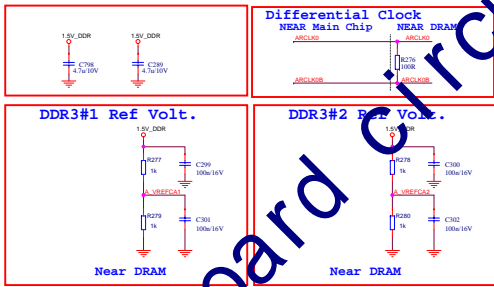 1.5V_DDR
1.5V_DDR
C798
4.7u/10V
C289
4.7u/10V
Differential Clock
NEAR Main Chip
NEAR DRAM
ARCLK0
ARCLK0
R276
100R
ARCLK0B
ARCLK0B
DDR3#1 Ref Volt.
1.5V_DDR
R277
1k
C299
100n/16V
A_VREFCA1
R279
1k
C301
100n/16V
Near DRAM
DDR3#2 Ref Volt.
1.5V_DDR
R278
1k
C300
100n/16V
A_VREFCA2
R280
1k
C302
100n/16V
Near DRAM
oard circ